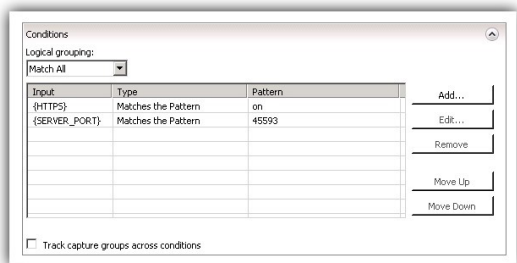 Conditions
Logical grouping:
Match All
Input Type Pattern
{HTTPS} Matches the Pattern on
{SERVER_PORT} Matches the Pattern 45593
Add...
Edit...
Remove
Move Up
Move Down
Track capture groups across conditions